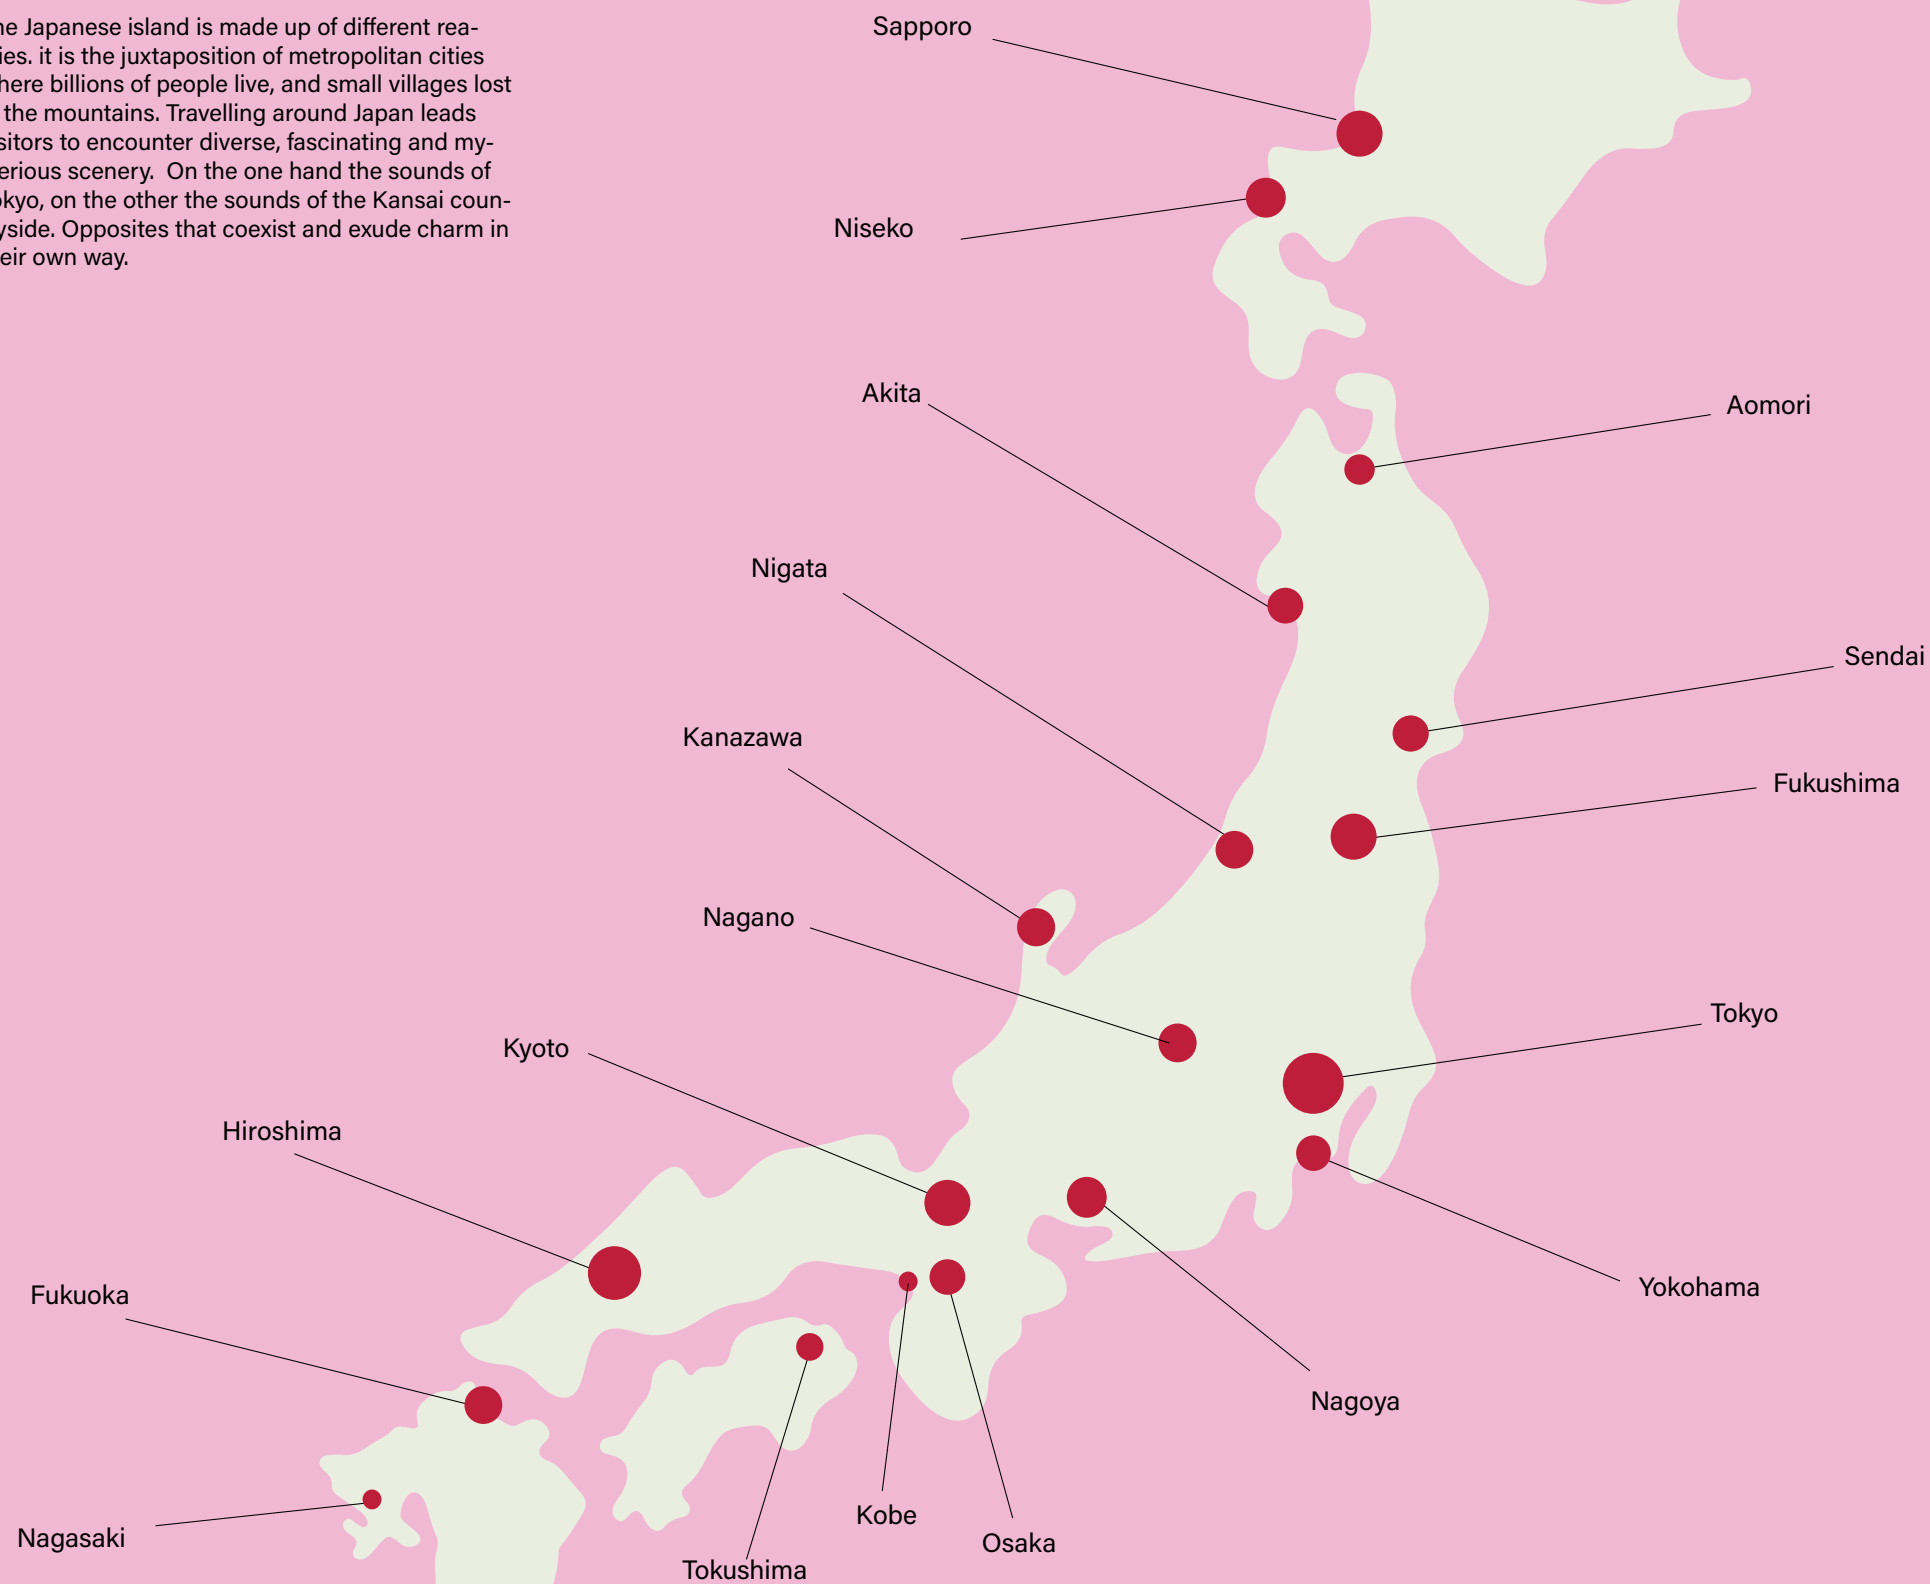 he Japanese island is made up of different rea-
ies. it is the juxtaposition of metropolitan cities
here billions of people live, and small villages lost
the mountains. Travelling around Japan leads
sitors to encounter diverse, fascinating and my-
erious scenery. On the one hand the sounds of
okyo, on the other the sounds of the Kansai coun-
yside. Opposites that coexist and exude charm in
eir own way.
Sapporo
Niseko
Akita
Aomori
Nigata
Sendai
Kanazawa
Fukushima
Nagano
Tokyo
Kyoto
Hiroshima
Fukuoka
Yokohama
Nagoya
Kobe
Osaka
Nagasaki
Tokushima